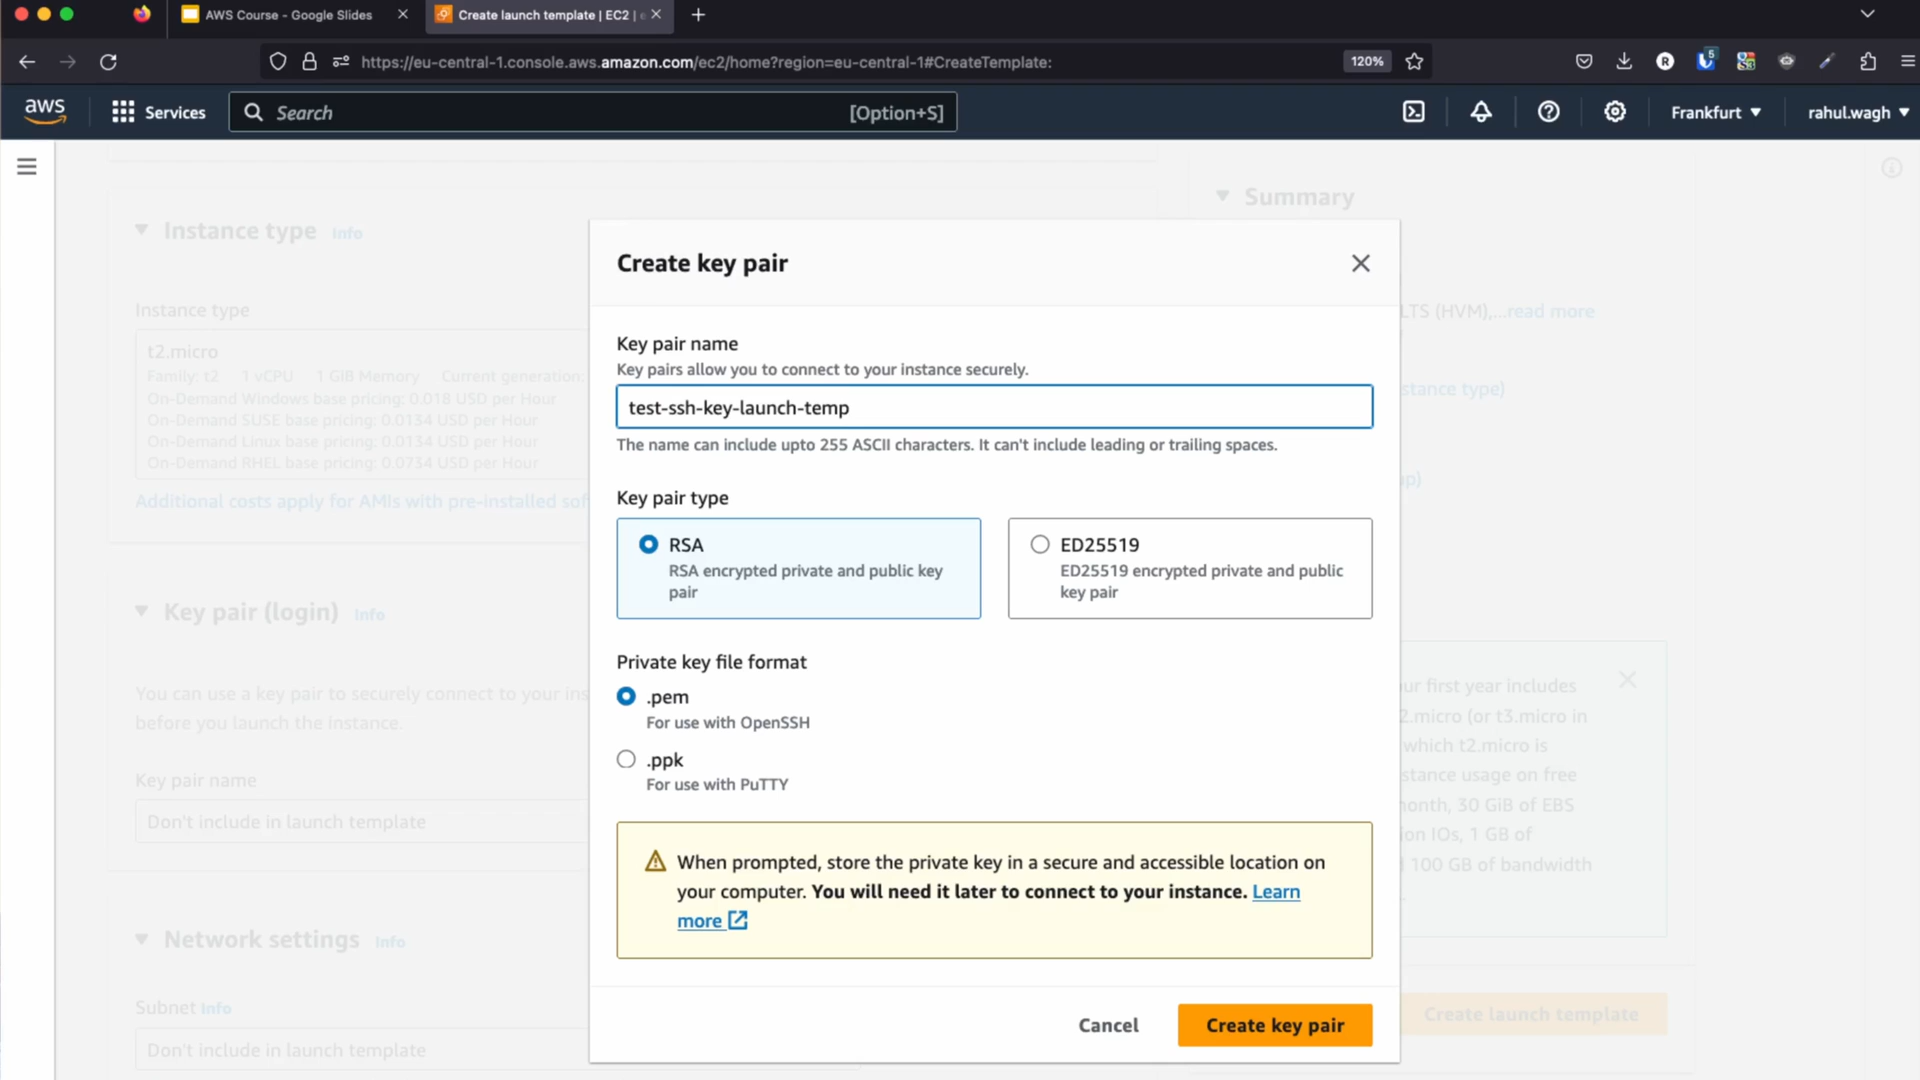 AWS Course - Google Slides
Create launch template | EC2 | e
https://eu-central-1.console.aws.amazon.com/ec2/home?region=eu-central-1#CreateTemplate:
120%
R
5
aws
Services
Search
[Option+S]
Frankfurt
rahul.wagh
Instance type Info
Instance type
t2.micro
Family: t2 1 vCPU 1 GiB Memory Current generation:
On-Demand Windows base pricing: 0.018 USD per Hour
On-Demand SUSE base pricing: 0.0134 USD per Hour
On-Demand Linux base pricing: 0.0134 USD per Hour
On-Demand RHEL base pricing: 0.0734 USD per Hour
Additional costs apply for AMIs with pre-installed sof
Key pair (login) Info
You can use a key pair to securely connect to your ins
before you launch the instance.
Key pair name
Don't include in launch template
Network settings Info
Subnet Info
Don't include in launch template
Create key pair
Key pair name
Key pairs allow you to connect to your instance securely.
test-ssh-key-launch-temp
The name can include upto 255 ASCII characters. It can't include leading or trailing spaces.
Key pair type
RSA
RSA encrypted private and public key
pair
ED25519
ED25519 encrypted private and public
key pair
Private key file format
.pem
For use with OpenSSH
.ppk
For use with PuTTY
When prompted, store the private key in a secure and accessible location on
your computer. You will need it later to connect to your instance. Learn
more
Cancel
Create key pair
Summary
LTS (HVM),...read more
stance type)
up)
ur first year includes
2.micro (or t3.micro in
which t2.micro is
stance usage on free
month, 30 GiB of EBS
ion IOs, 1 GB of
100 GB of bandwidth
Create launch template